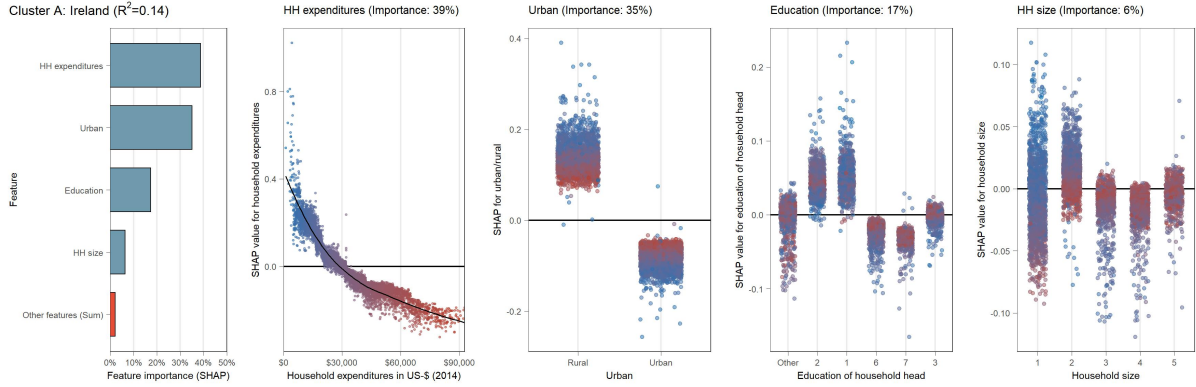 Cluster A: Ireland (R²=0.14)
HH expenditures
Urban
Education
HH size
Other features (Sum)
Feature
0% 10% 20% 30% 40% 50%
Feature importance (SHAP)
HH expenditures (Importance: 39%)
SHAP value for household expenditures
0.8
0.4
0.0
$0 $30,000 $60,000 $90,000
Household expenditures in US-$ (2014)
Urban (Importance: 35%)
SHAP for urban/rural
0.4
0.2
0.0
-0.2
Rural Urban
Urban
Education (Importance: 17%)
SHAP value for education of hosuehold head
0.2
0.1
0.0
-0.1
Other 2 1 6 7 3
Education of household head
HH size (Importance: 6%)
SHAP value for hosuehold size
0.10
0.05
0.00
-0.05
-0.10
1 2 3 4 5
Household size